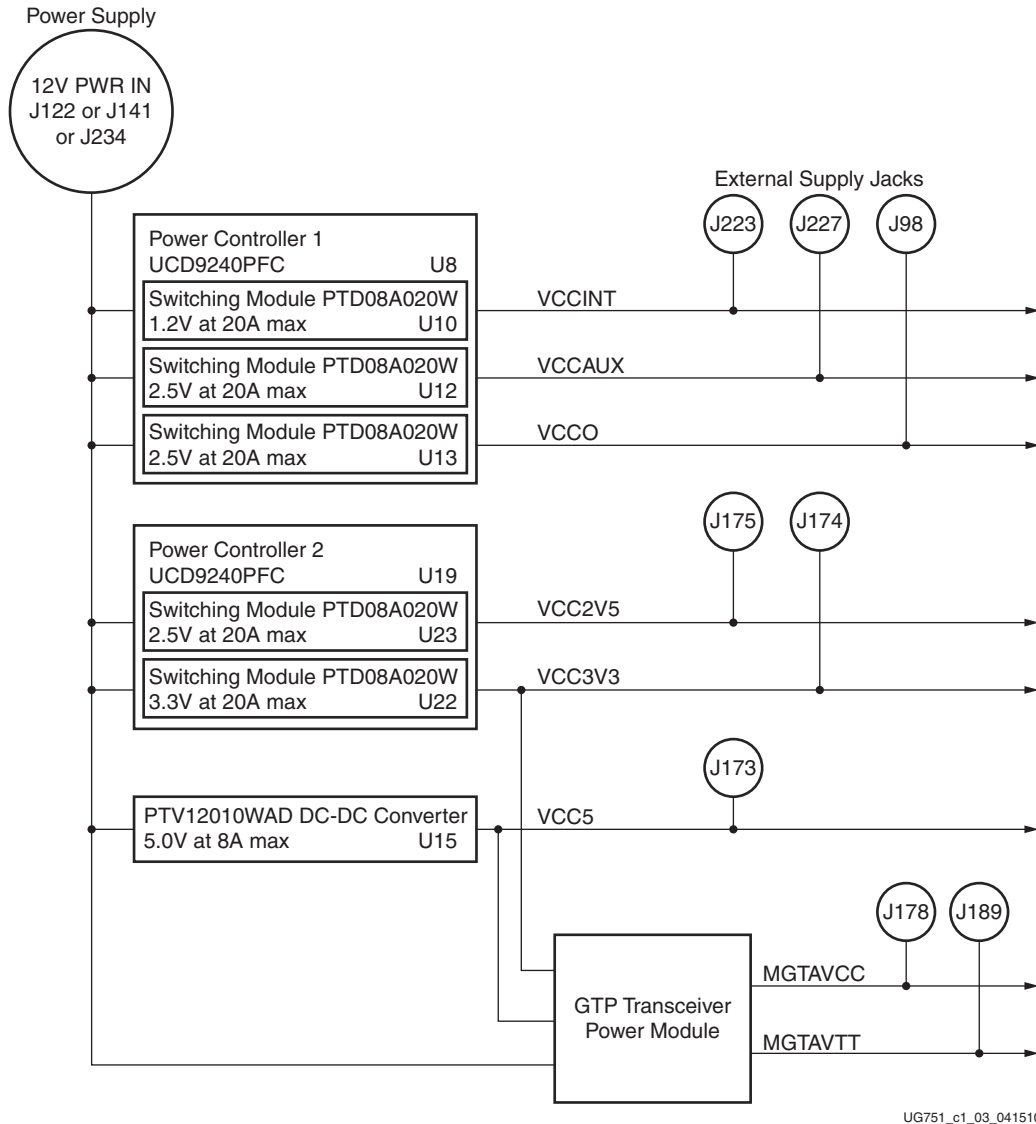 Power Supply
12V PWR IN
J122 or J141
or J234
External Supply Jacks
J223
J227
J98
Power Controller 1
UCD9240PFC U8
Switching Module PTD08A020W
1.2V at 20A max U10
VCCINT
Switching Module PTD08A020W
2.5V at 20A max U12
VCCAUX
Switching Module PTD08A020W
2.5V at 20A max U13
VCCO
J175
J174
Power Controller 2
UCD9240PFC U19
Switching Module PTD08A020W
2.5V at 20A max U23
VCC2V5
Switching Module PTD08A020W
3.3V at 20A max U22
VCC3V3
J173
PTV12010WAD DC-DC Converter
5.0V at 8A max U15
VCC5
J178
J189
GTP Transceiver
Power Module
MGTAVCC
MGTAVTT
UG751_c1_03_041510